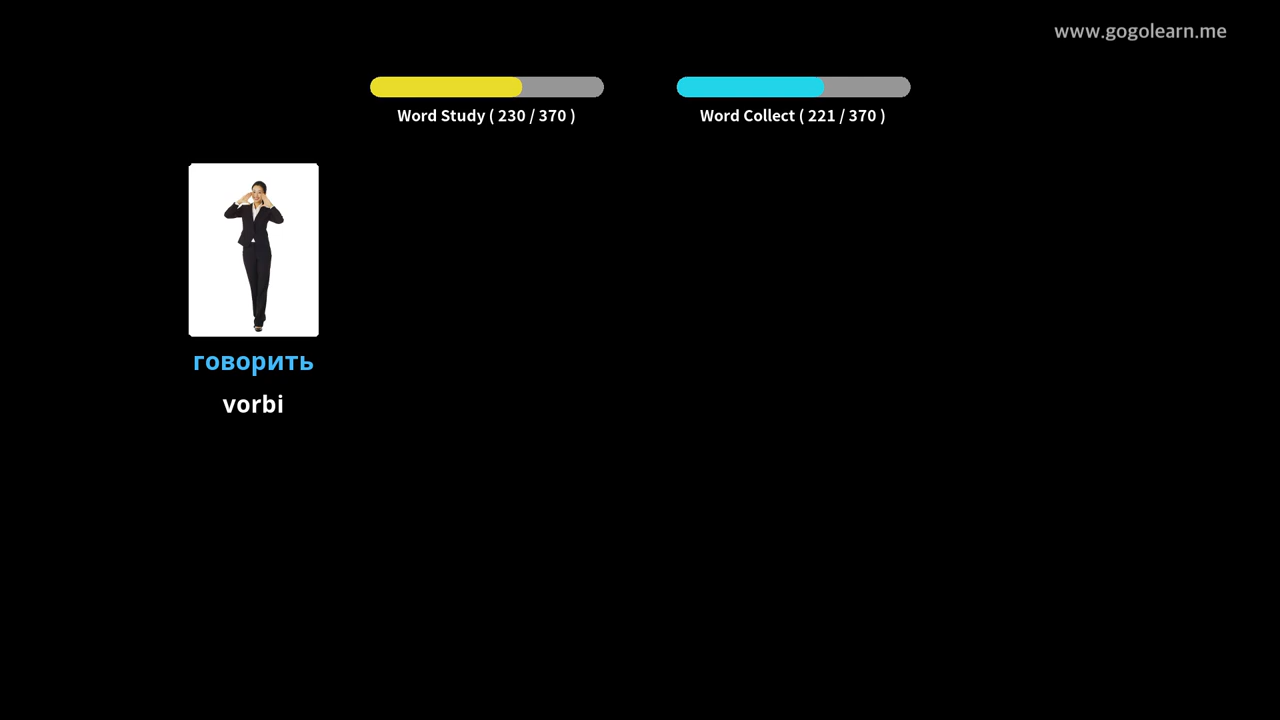 www.gogolearn.me
Word Study ( 230 / 370 )
Word Collect ( 221 / 370 )
говорить
vorbi